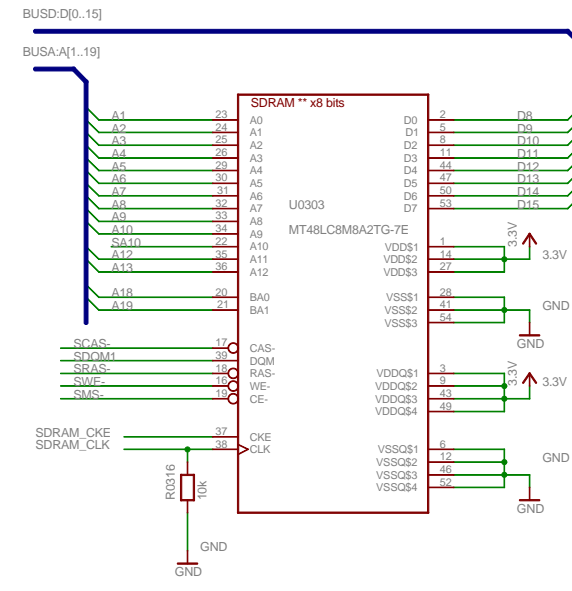 BUSD:D[0..15]
BUSA:A[1..19]
SDRAM ** x8 bits
A1 23 A0 D0 2 D8
A2 24 A1 D1 5 D9
A3 25 A2 D2 8 D10
A4 26 A3 D3 11 D11
A5 29 A4 D4 44 D12
A6 30 A5 D5 47 D13
A7 31 A6 D6 50 D14
A8 32 A7 U0303 D7 53 D15
A9 33 A8
A10 34 A9 MT48LC8M8A2TG-7E
SA10 22 A10 VDD$1 1 3.3V
A12 35 A11 VDD$2 14 3.3V
A13 36 A12 VDD$3 27
A18 20 BA0 VSS$1 28
A19 21 BA1 VSS$2 41 GND
VSS$3 54
GND
SCAS- 17 CAS-
SDQM1 39 DQM
SRAS- 18 RAS- VDDQ$1 3 3.3V
SWE- 16 WE- VDDQ$2 9 3.3V
SMS- 19 CE- VDDQ$3 43
VDDQ$4 49
SDRAM_CKE 37 CKE
SDRAM_CLK 38 CLK VSSQ$1 6
VSSQ$2 12 GND
VSSQ$3 46
VSSQ$4 52
R0316
10k
GND
GND
GND